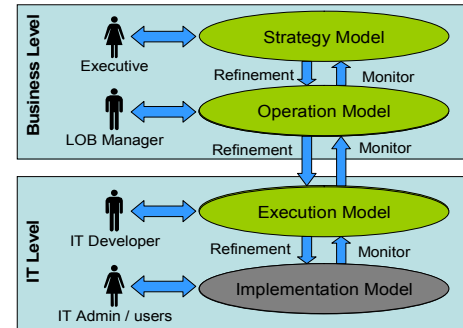 Business Level
Strategy Model
Executive
Refinement
Monitor
Operation Model
LOB Manager
Refinement
Monitor
IT Level
Execution Model
IT Developer
Refinement
Monitor
Implementation Model
IT Admin / users